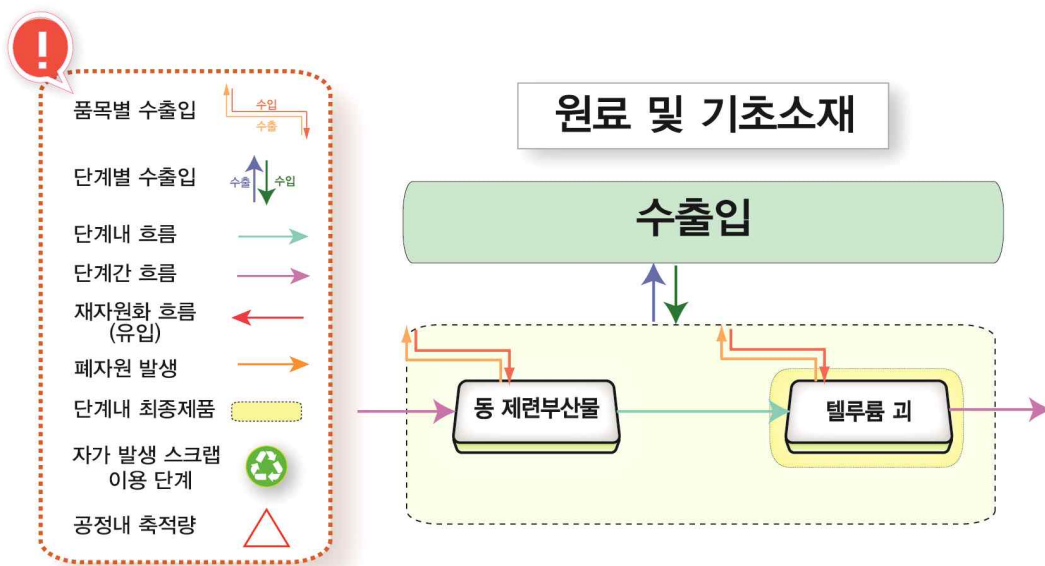 !
품목별 수출입
수입
수출
단계별 수출입
수출
수입
단계내 흐름
단계간 흐름
재자원화 흐름
(유입)
폐자원 발생
단계내 최종제품
자가 발생 스크랩
이용 단계
공정내 축적량
원료 및 기초소재
수출입
동 제련부산물
텔루륨 괴